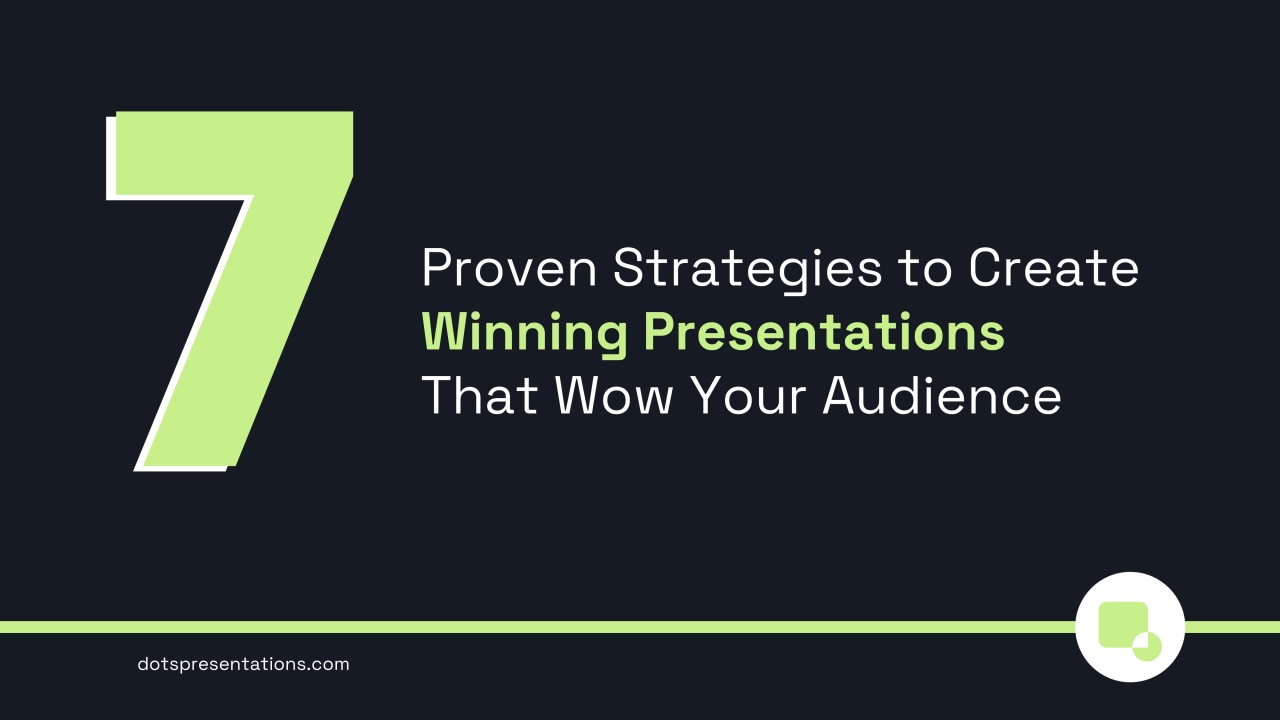 7
Proven Strategies to Create
Winning Presentations
That Wow Your Audience
dotspresentations.com